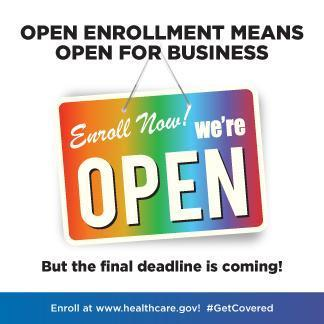 OPEN ENROLLMENT MEANS
OPEN FOR BUSINESS
Enroll Now! we're
OPEN
But the final deadline is coming!
Enroll at www.healthcare.gov! #GetCovered